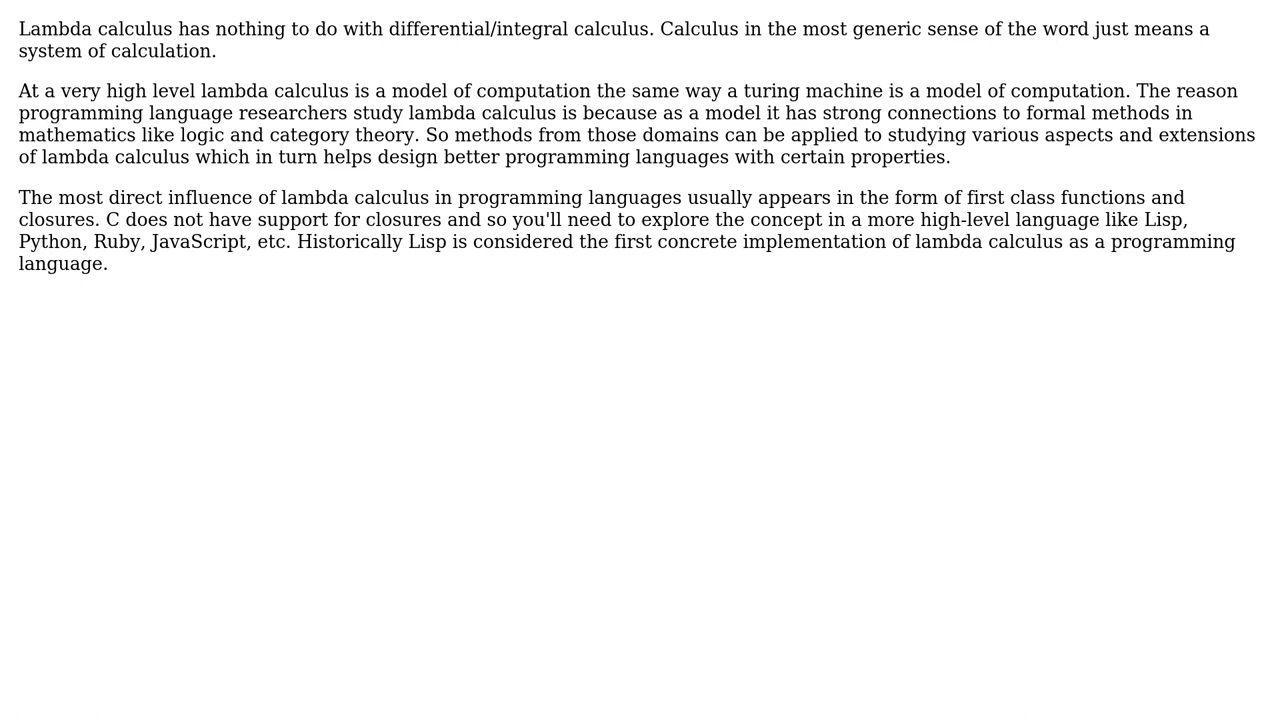 Lambda calculus has nothing to do with differential/integral calculus. Calculus in the most generic sense of the word just means a
system of calculation.
At a very high level lambda calculus is a model of computation the same way a turing machine is a model of computation. The reason
programming language researchers study lambda calculus is because as a model it has strong connections to formal methods in
mathematics like logic and category theory. So methods from those domains can be applied to studying various aspects and extensions
of lambda calculus which in turn helps design better programming languages with certain properties.
The most direct influence of lambda calculus in programming languages usually appears in the form of first class functions and
closures. C does not have support for closures and so you'll need to explore the concept in a more high-level language like Lisp,
Python, Ruby, JavaScript, etc. Historically Lisp is considered the first concrete implementation of lambda calculus as a programming
language.